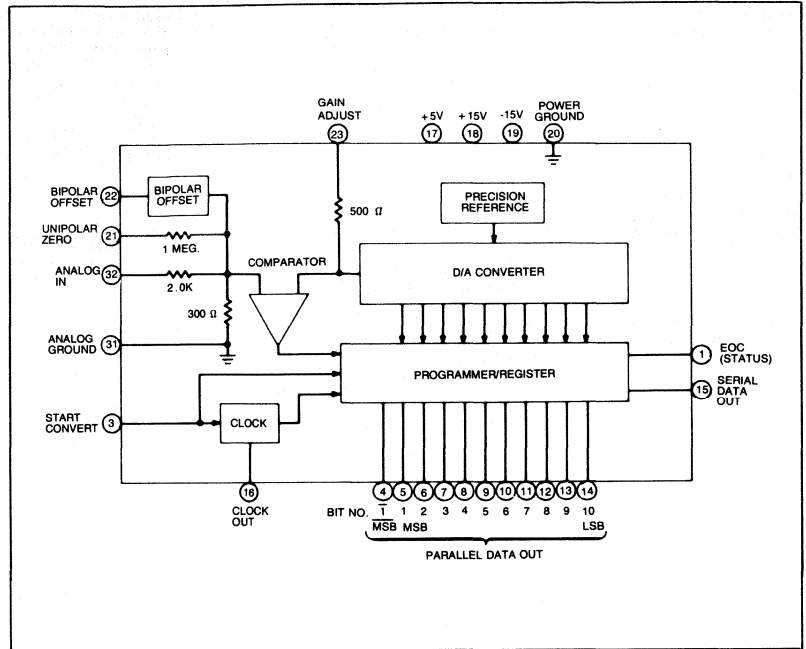 GAIN
ADJUST
23
+5V
17
+15V
18
-15V
19
POWER
GROUND
20
BIPOLAR
OFFSET
22
BIPOLAR
OFFSET
500 Ω
PRECISION
REFERENCE
UNIPOLAR
ZERO
21
1 MEG.
COMPARATOR
D/A CONVERTER
ANALOG
IN
32
2.0K
300 Ω
ANALOG
GROUND
31
PROGRAMMER/REGISTER
1
EOC
(STATUS)
15
SERIAL
DATA
OUT
START
CONVERT
3
CLOCK
16
CLOCK
OUT
4 5 6 7 8 9 10 11 12 13 14
BIT NO. 1̅ 1 2 3 4 5 6 7 8 9 10
M̅S̅B̅ MSB LSB
PARALLEL DATA OUT